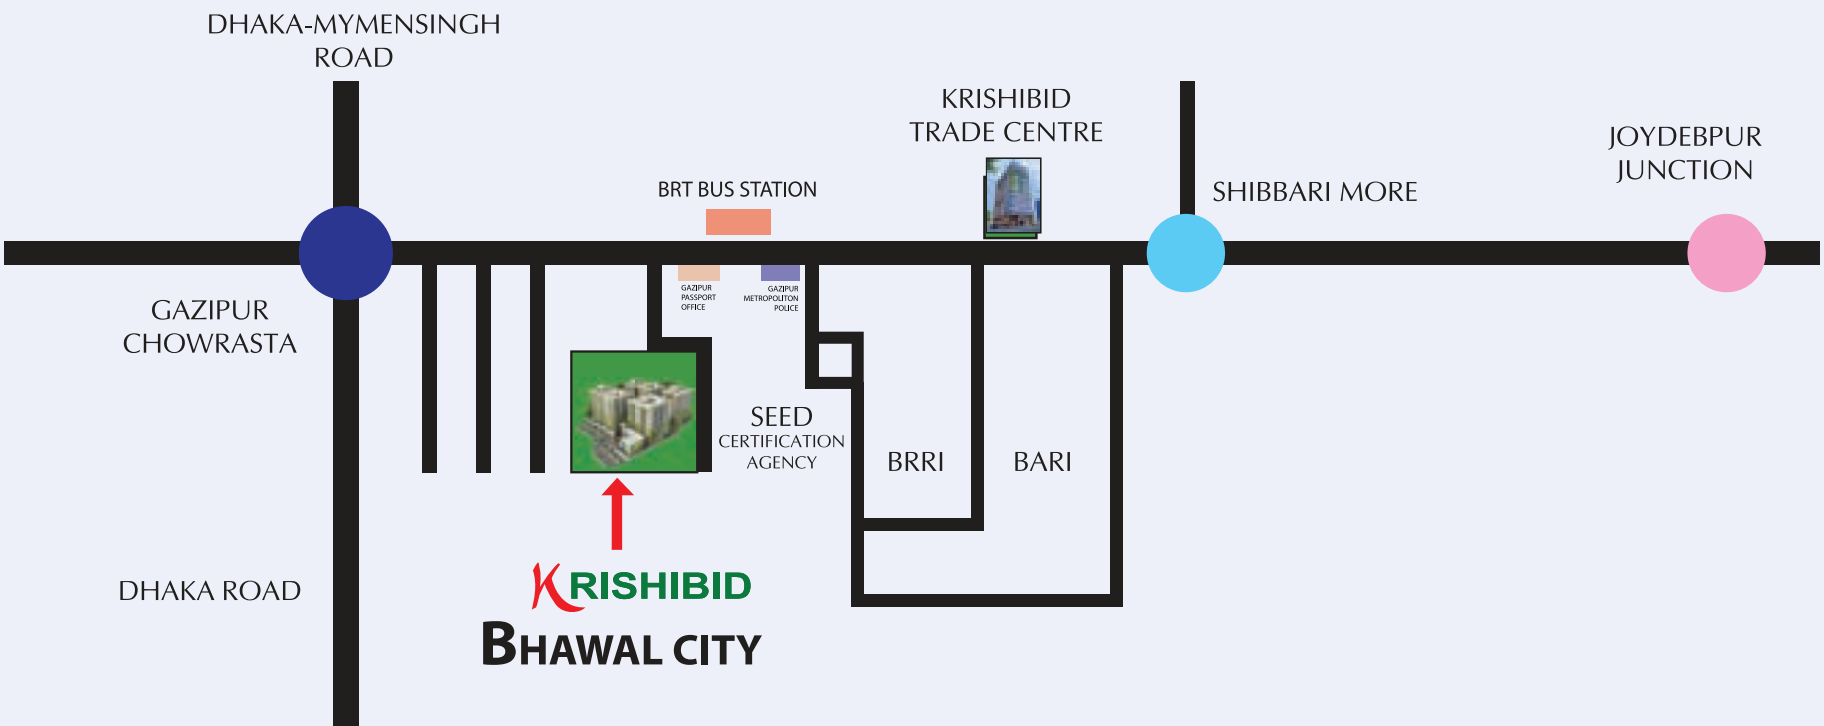 DHAKA-MYMENSINGH
ROAD
KRISHIBID
TRADE CENTRE
JOYDEBPUR
JUNCTION
BRT BUS STATION
SHIBBARI MORE
GAZIPUR
PASSPORT
OFFICE
GAZIPUR
METROPOLITON
POLICE
GAZIPUR
CHOWRASTA
SEED
CERTIFICATION
AGENCY
BRRI
BARI
DHAKA ROAD
KRISHIBID
BHAWAL CITY